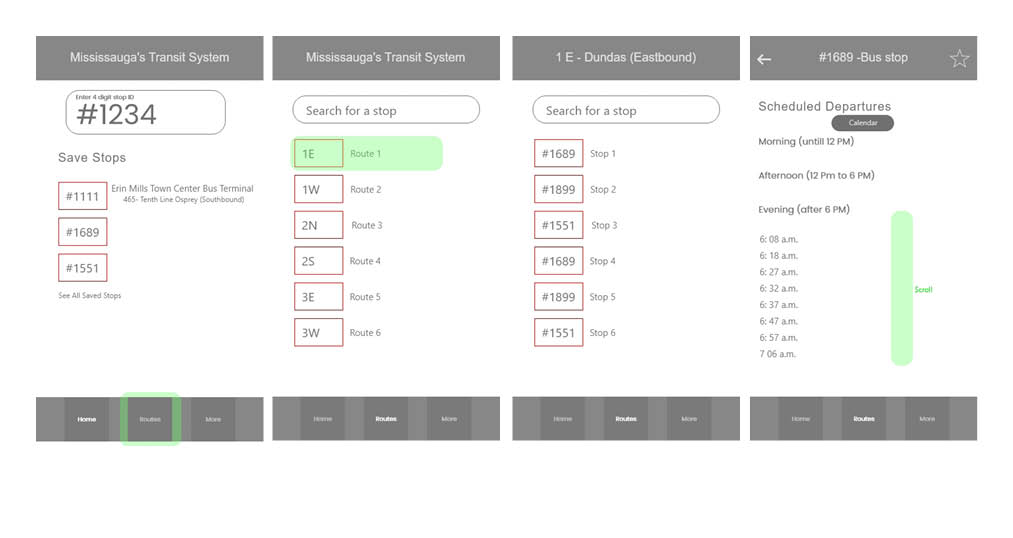 Mississauga's Transit System
Enter 4 digit stop ID
#1234
Save Stops
#1111
Erin Mills Town Center Bus Terminal
465- Tenth Line Osprey (Southbound)
#1689
#1551
See All Saved Stops
Home
Routes
More
Mississauga's Transit System
Search for a stop
1E Route 1
1W Route 2
2N Route 3
2S Route 4
3E Route 5
3W Route 6
Home
Routes
More
1 E - Dundas (Eastbound)
Search for a stop
#1689 Stop 1
#1899 Stop 2
#1551 Stop 3
#1689 Stop 4
#1899 Stop 5
#1551 Stop 6
Home
Routes
More
#1689 -Bus stop
Scheduled Departures
Calendar
Morning (untill 12 PM)
Afternoon (12 Pm to 6 PM)
Evening (after 6 PM)
6: 08 a.m.
6: 18 a.m.
6: 27 a.m.
6: 32 a.m.
6: 37 a.m.
6: 47 a.m.
6: 57 a.m.
7 06 a.m.
Scroll
Home
Routes
More